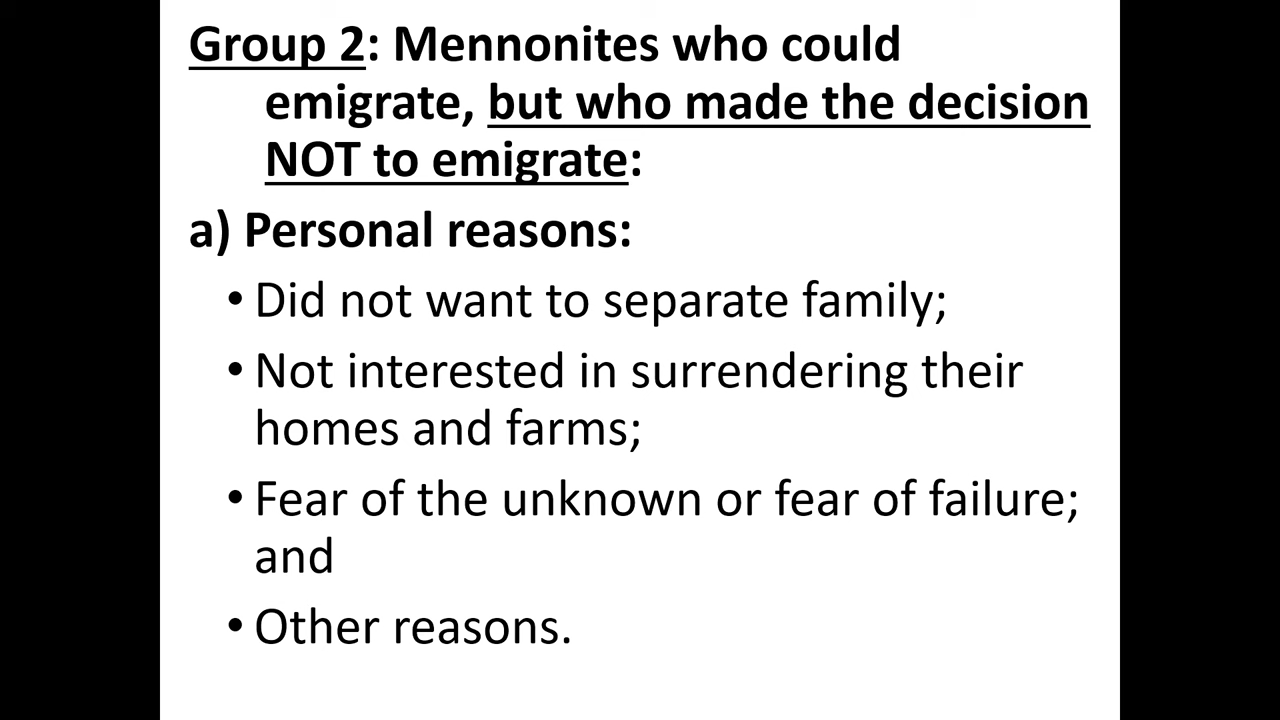 Group 2: Mennonites who could
emigrate, but who made the decision
NOT to emigrate:
a) Personal reasons:
• Did not want to separate family;
• Not interested in surrendering their
homes and farms;
• Fear of the unknown or fear of failure;
and
• Other reasons.